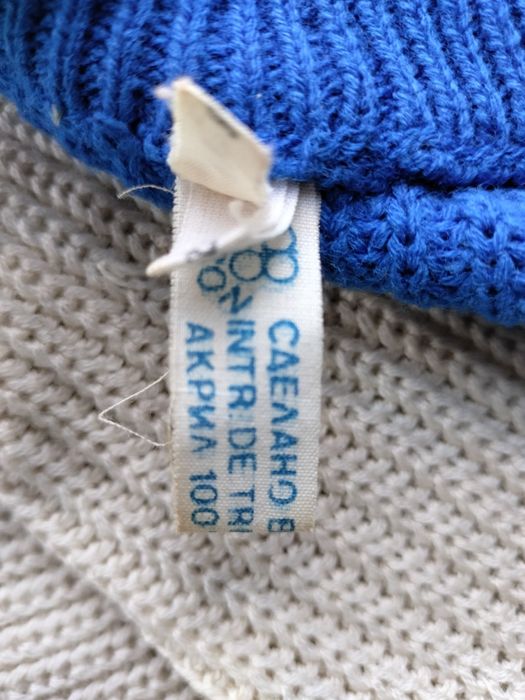 СДЕЛАНО В
INTR. DE TRI
АКРИЛ 100